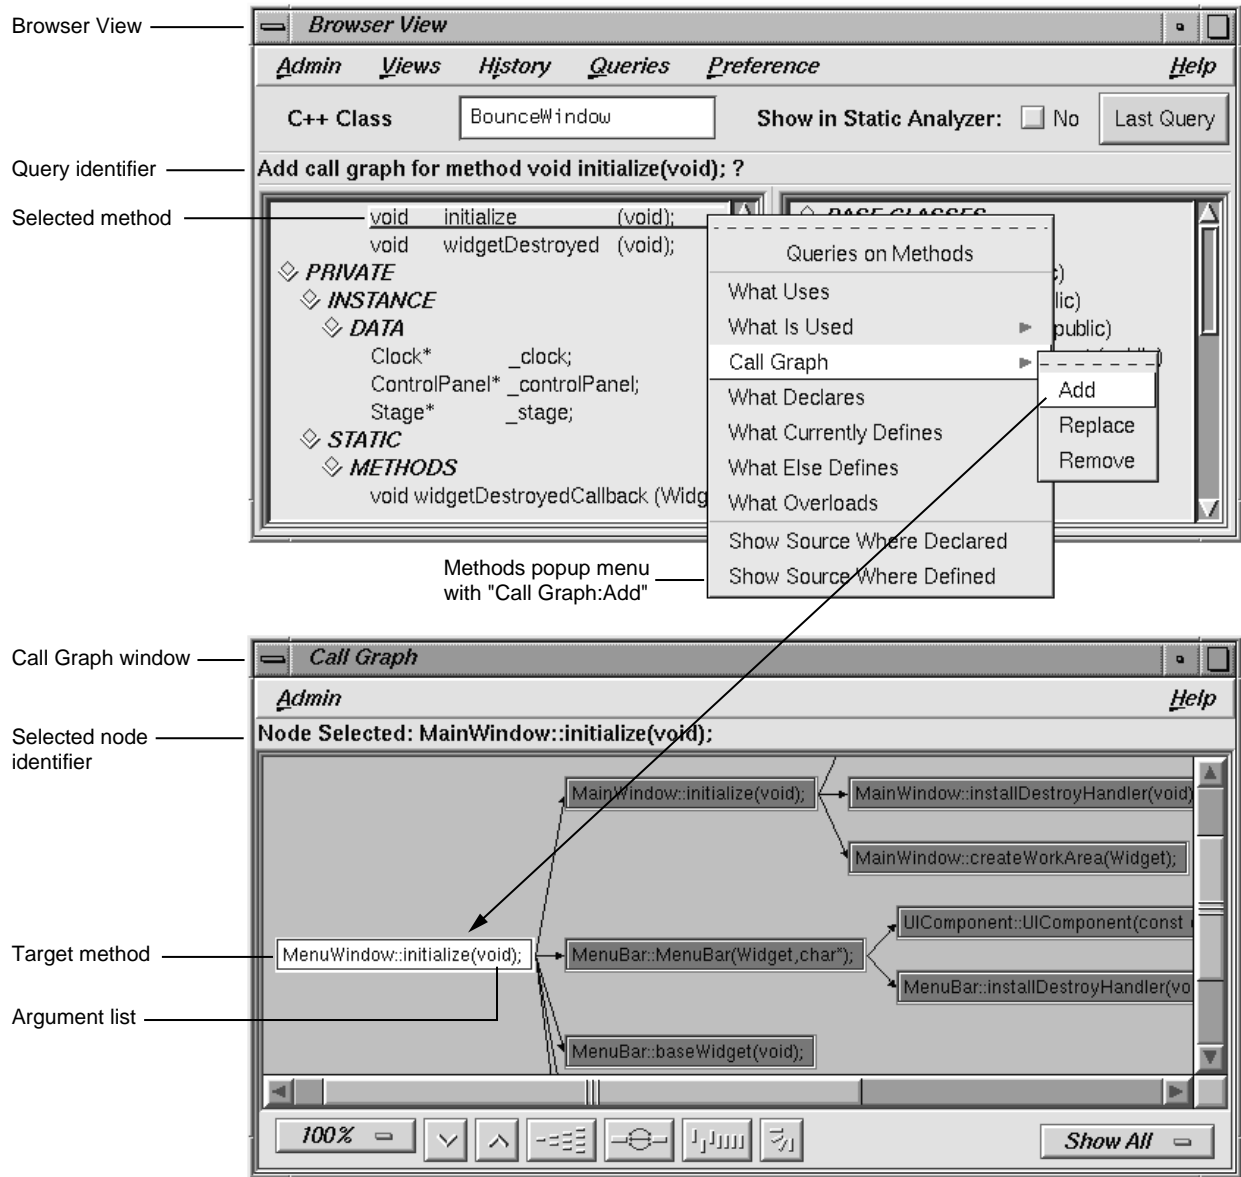 Browser View
Browser View
Admin Views History Queries Preference Help
C++ Class BounceWindow Show in Static Analyzer: No Last Query
Query identifier
Add call graph for method void initialize(void); ?
Selected method
void initialize (void);
void widgetDestroyed (void);
PRIVATE
INSTANCE
DATA
Clock* _clock;
ControlPanel* _controlPanel;
Stage* _stage;
STATIC
METHODS
void widgetDestroyedCallback (Widg
BASE CLASSES
public)
Queries on Methods
What Uses
What Is Used
Call Graph
What Declares
What Currently Defines
What Else Defines
What Overloads
Show Source Where Declared
Show Source Where Defined
Add
Replace
Remove
Methods popup menu
with "Call Graph:Add"
Call Graph window
Call Graph
Admin Help
Selected node
identifier
Node Selected: MainWindow::initialize(void);
MainWindow::initialize(void);
MainWindow::installDestroyHandler(void)
MainWindow::createWorkArea(Widget);
UIComponent::UIComponent(const
Target method
MenuWindow::initialize(void);
MenuBar::MenuBar(Widget,char*);
MenuBar::installDestroyHandler(vo
Argument list
MenuBar::baseWidget(void);
100%
Show All